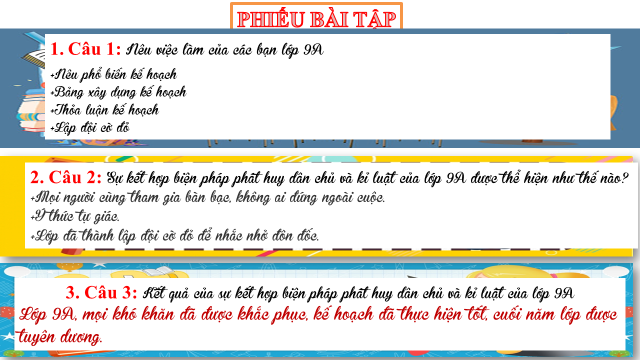 PHIẾU BÀI TẬP
1. Câu 1: Nêu việc làm của các bạn lớp 9A
+Nêu phổ biến kế hoạch
+Bảng xây dựng kế hoạch
+Thỏa luận kế hoạch
+Lập đội cờ đỏ
2. Câu 2: Sự kết hợp biện pháp phát huy dân chủ và kỉ luật của lớp 9A được thể hiện như thế nào?
+Mọi người cùng tham gia bàn bạc, không ai đứng ngoài cuộc.
+Ý thức tự giác.
+Lớp đã thành lập đội cờ đỏ để nhắc nhở đôn đốc.
3. Câu 3: Kết quả của sự kết hợp biện pháp phát huy dân chủ và kỉ luật của lớp 9A
Lớp 9A, mọi khó khăn đã được khắc phục, kế hoạch đã thực hiện tốt, cuối năm lớp được
tuyên dương.